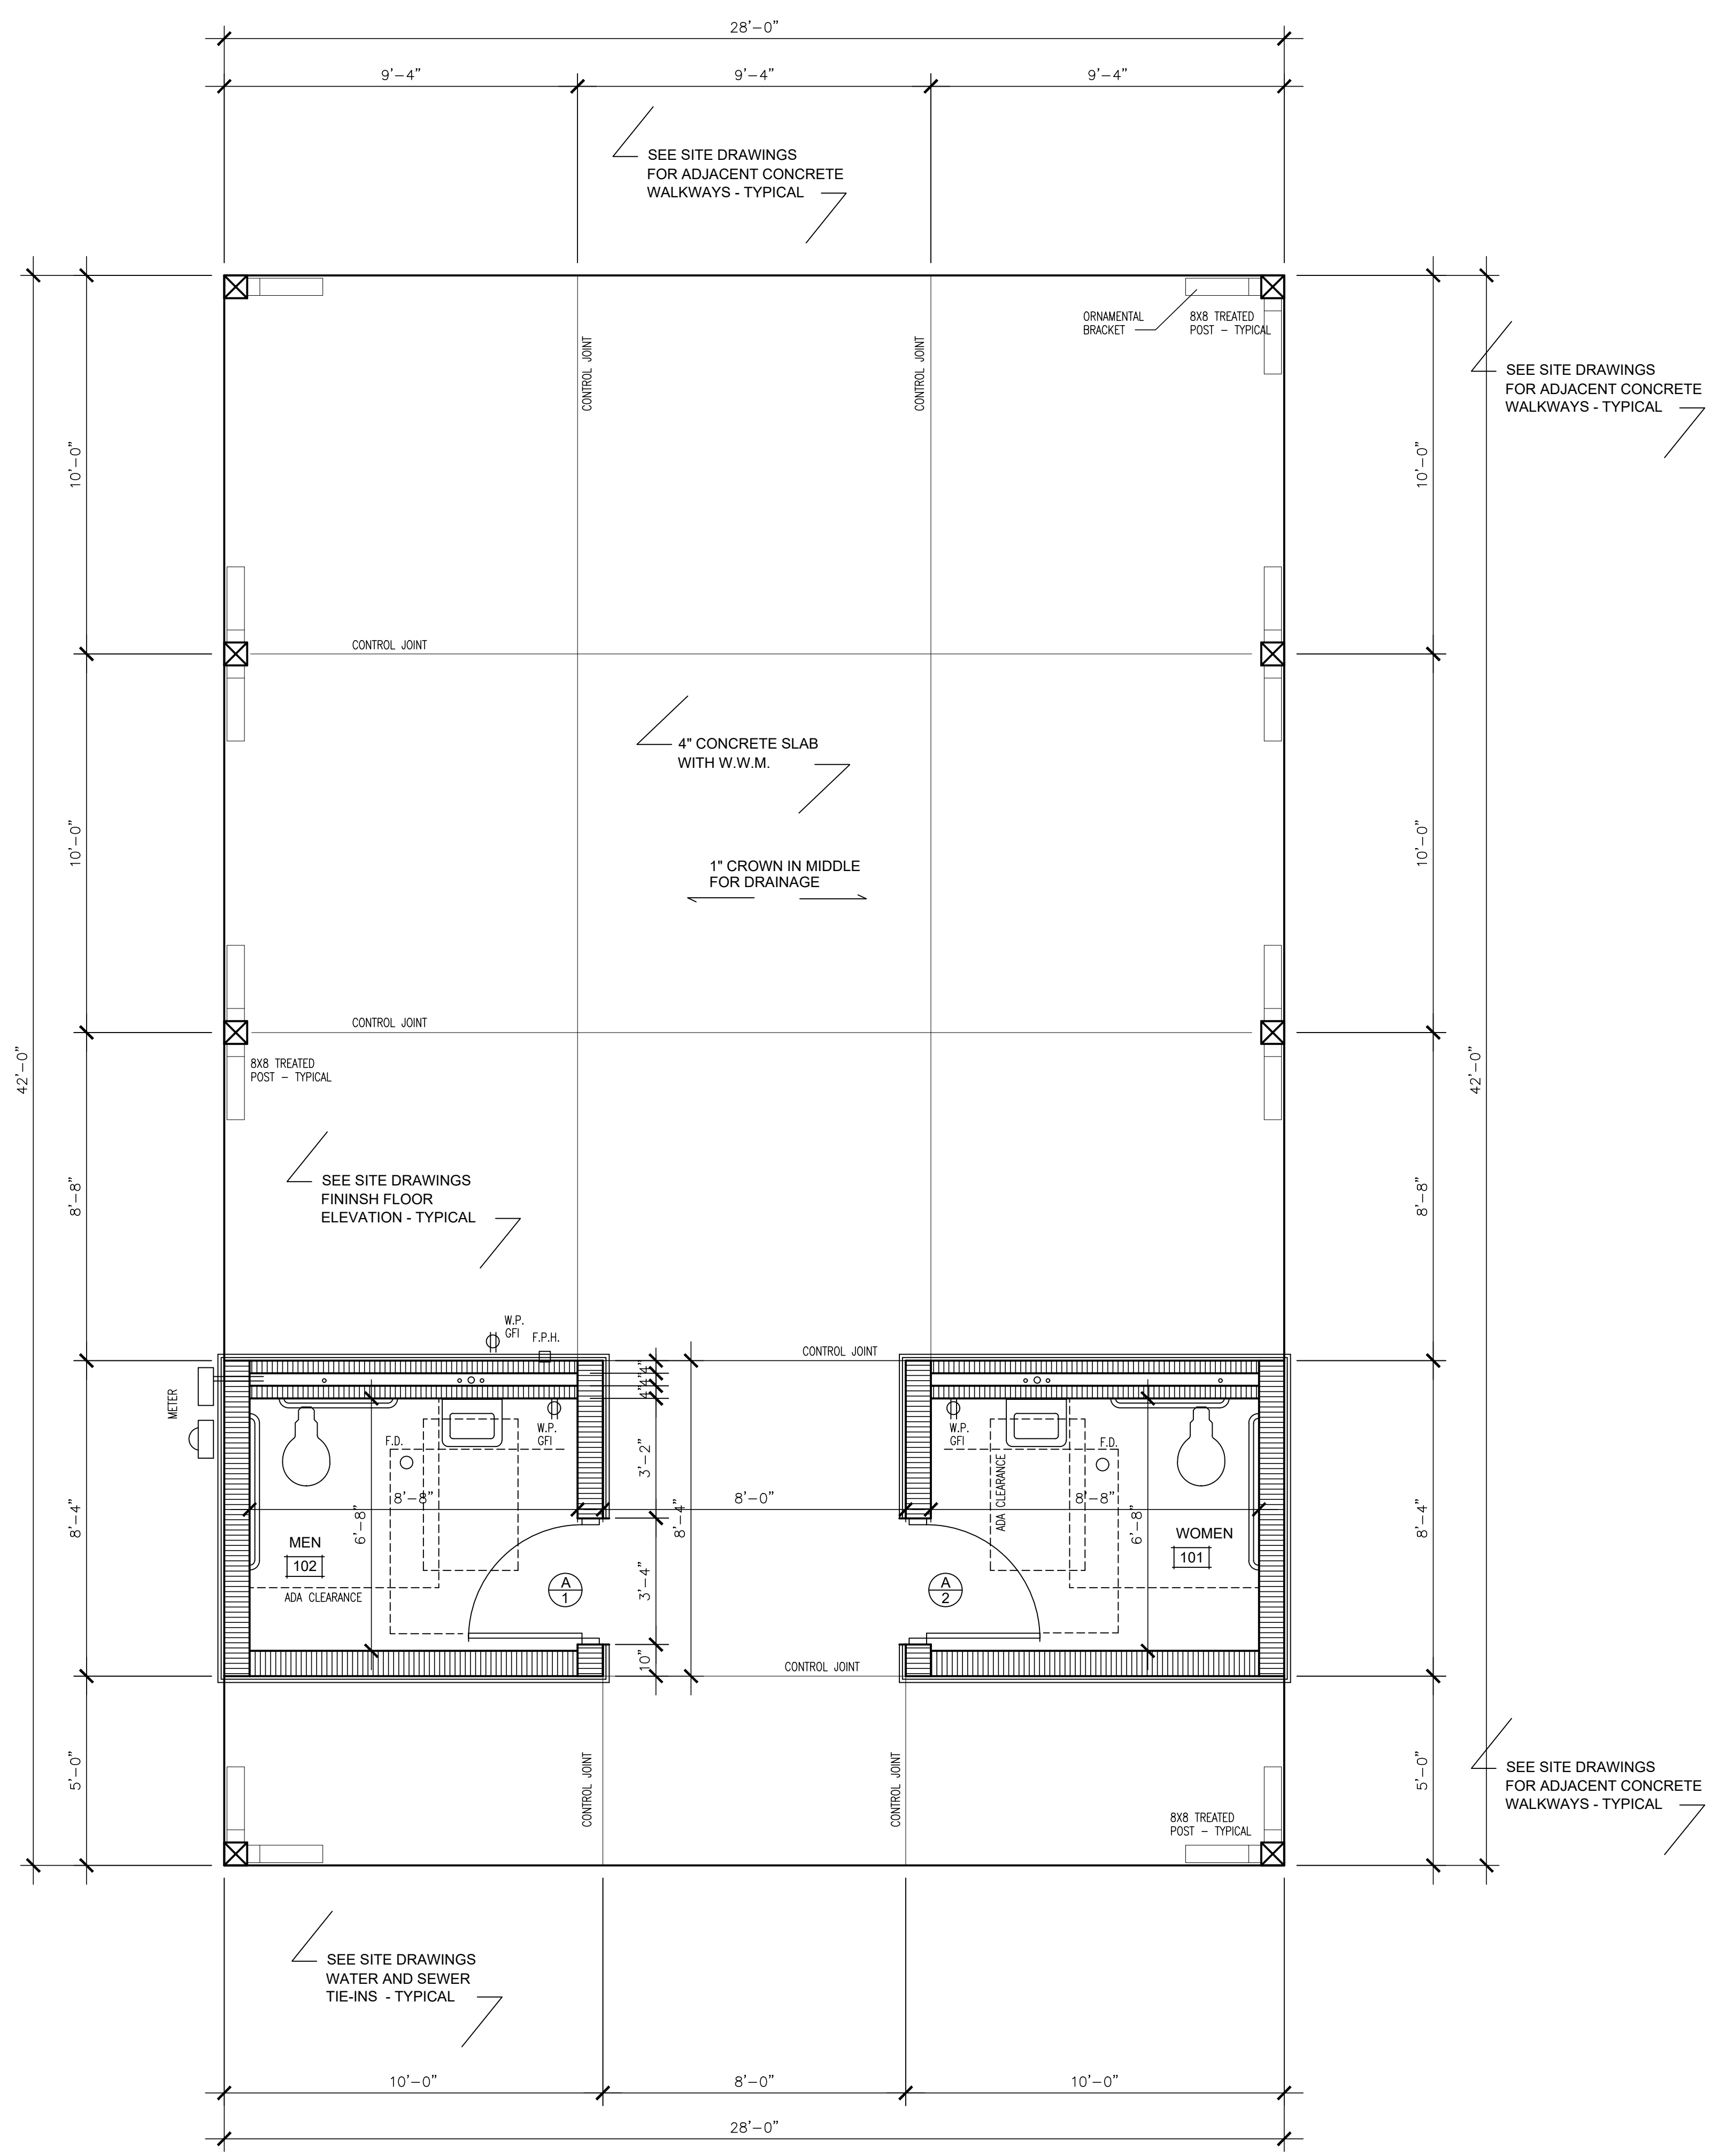 28'-0"
9'-4"
9'-4"
9'-4"
SEE SITE DRAWINGS
FOR ADJACENT CONCRETE
WALKWAYS - TYPICAL
ORNAMENTAL
BRACKET
8X8 TREATED
POST - TYPICAL
CONTROL JOINT
CONTROL JOINT
SEE SITE DRAWINGS
FOR ADJACENT CONCRETE
WALKWAYS - TYPICAL
10'-0"
10'-0"
CONTROL JOINT
4" CONCRETE SLAB
WITH W.W.M.
10'-0"
1" CROWN IN MIDDLE
FOR DRAINAGE
10'-0"
CONTROL JOINT
42'-0"
8X8 TREATED
POST - TYPICAL
42'-0"
8'-8"
SEE SITE DRAWINGS
FININSH FLOOR
ELEVATION - TYPICAL
8'-8"
W.P.
GFI
F.P.H.
CONTROL JOINT
METER
4"
4"
4"
F.D.
W.P.
GFI
3'-2"
W.P.
GFI
F.D.
ADA CLEARANCE
8'-4"
8'-8"
6'-8"
8'-4"
8'-0"
8'-8"
6'-8"
8'-4"
MEN
102
WOMEN
101
ADA CLEARANCE
A
1
3'-4"
A
2
10"
CONTROL JOINT
5'-0"
CONTROL JOINT
CONTROL JOINT
8X8 TREATED
POST - TYPICAL
5'-0"
SEE SITE DRAWINGS
FOR ADJACENT CONCRETE
WALKWAYS - TYPICAL
SEE SITE DRAWINGS
WATER AND SEWER
TIE-INS - TYPICAL
10'-0"
8'-0"
10'-0"
28'-0"